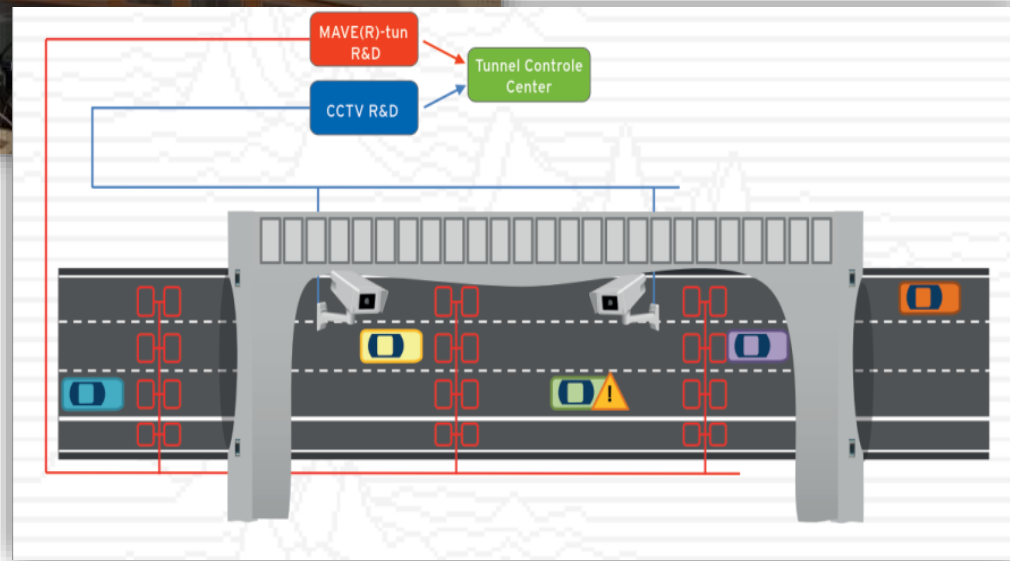 MAVE(R)-tun
R&D
Tunnel Controle
Center
CCTV R&D
!